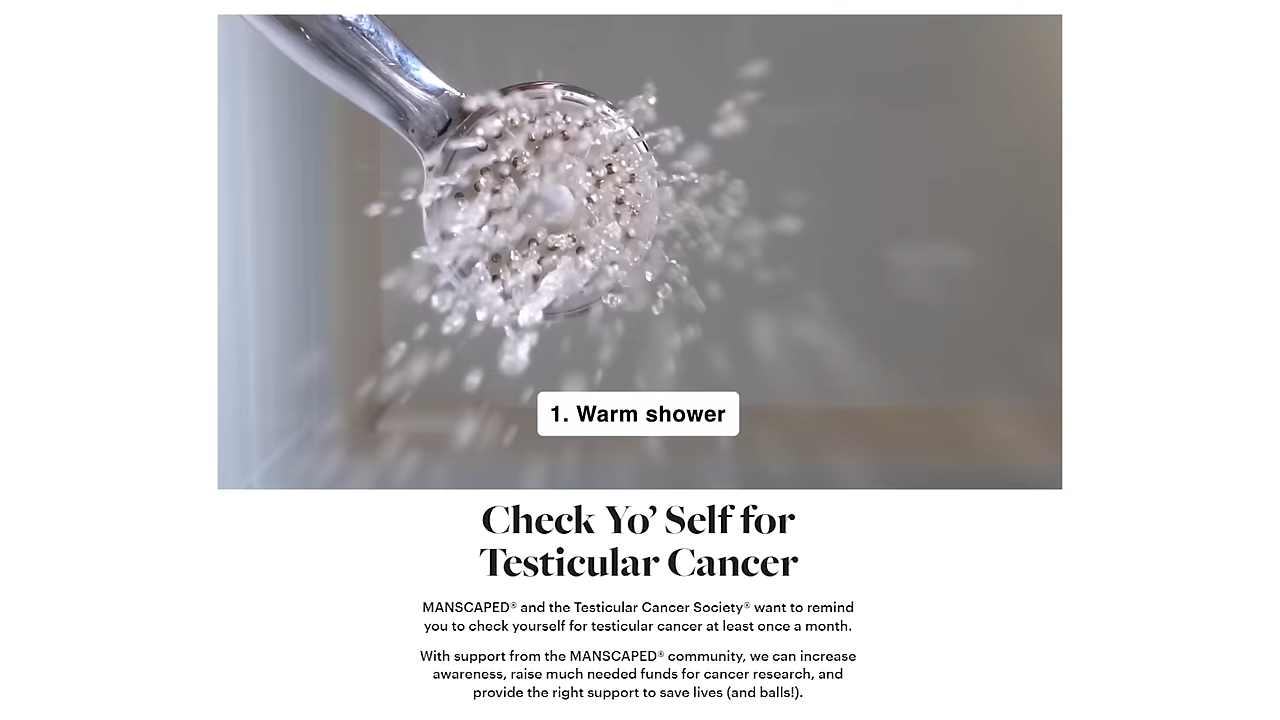 1. Warm shower
Check Yo’ Self for
Testicular Cancer
MANSCAPED® and the Testicular Cancer Society® want to remind
you to check yourself for testicular cancer at least once a month.
With support from the MANSCAPED® community, we can increase
awareness, raise much needed funds for cancer research, and
provide the right support to save lives (and balls!).